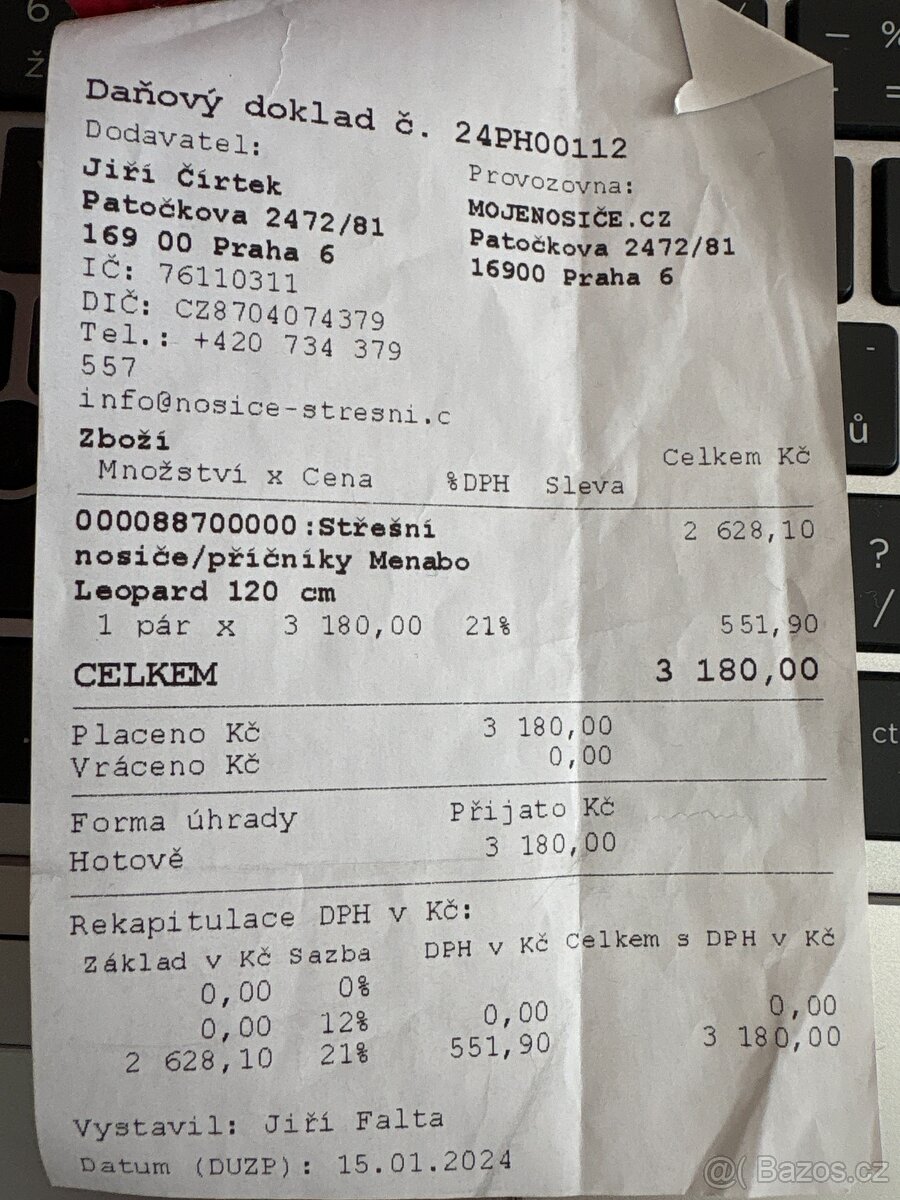 Daňový doklad č. 24PH00112
Dodavatel:
Jiří Čírtek
Patočkova 2472/81
169 00 Praha 6
IČ: 76110311
DIČ: CZ8704074379
Tel.: +420 734 379
557
info@nosice-stresni.c
Provozovna:
MOJENOSIČE.CZ
Patočkova 2472/81
16900 Praha 6
Zboží
Množství x Cena %DPH Sleva Celkem Kč
000088700000:Střešní 2 628,10
nosiče/příčníky Menabo
Leopard 120 cm
1 pár x 3 180,00 21% 551,90
CELKEM 3 180,00
Placeno Kč 3 180,00
Vráceno Kč 0,00
Forma úhrady Přijato Kč
Hotově 3 180,00
Rekapitulace DPH v Kč:
Základ v Kč Sazba DPH v Kč Celkem s DPH v Kč
0,00 0%
0,00 12% 0,00 0,00
2 628,10 21% 551,90 3 180,00
Vystavil: Jiří Falta
Datum (DUZP): 15.01.2024
6
Ž
%
=
ů
?
/
ct
@( Bazos.cz